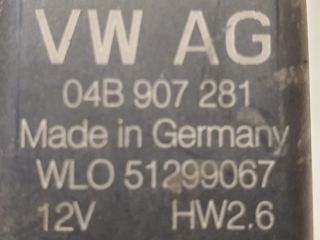 VW AG
04B 907 281
Made in Germany
WLO 51299067
12V HW2.6